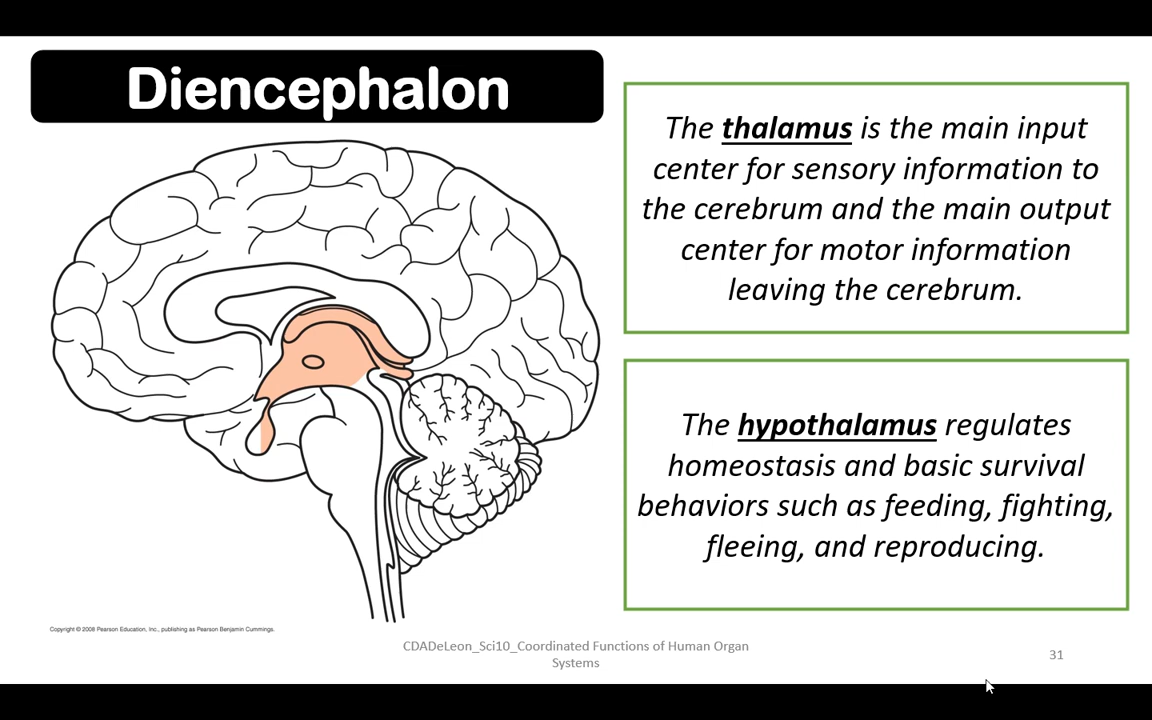 Diencephalon
The thalamus is the main input
center for sensory information to
the cerebrum and the main output
center for motor information
leaving the cerebrum.
The hypothalamus regulates
homeostasis and basic survival
behaviors such as feeding, fighting,
fleeing, and reproducing.
Copyright © 2008 Pearson Education, Inc., publishing as Pearson Benjamin Cummings.
CDADeLeon_Sci10_Coordinated Functions of Human Organ
Systems
31